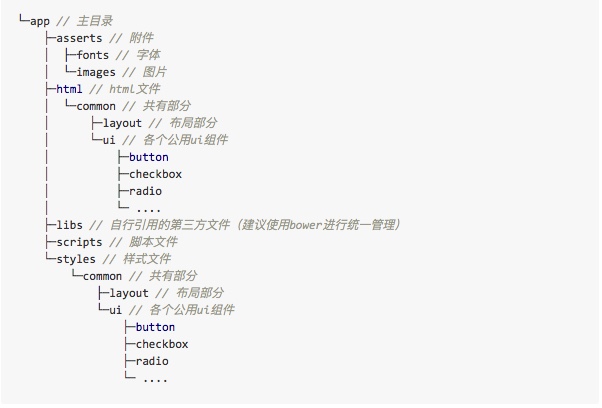 └─app // 主目录
    ├─asserts // 附件
    │  ├─fonts // 字体
    │  └─images // 图片
    ├─html // html文件
    │  └─common // 共有部分
    │      ├─layout // 布局部分
    │      └─ui // 各个公用ui组件
    │          ├─button
    │          ├─checkbox
    │          ├─radio
    │          └─ ....
    ├─libs // 自行引用的第三方文件（建议使用bower进行统一管理）
    ├─scripts // 脚本文件
    └─styles // 样式文件
        └─common // 共有部分
            ├─layout // 布局部分
            └─ui // 各个公用ui组件
                ├─button
                ├─checkbox
                ├─radio
                └─ ....